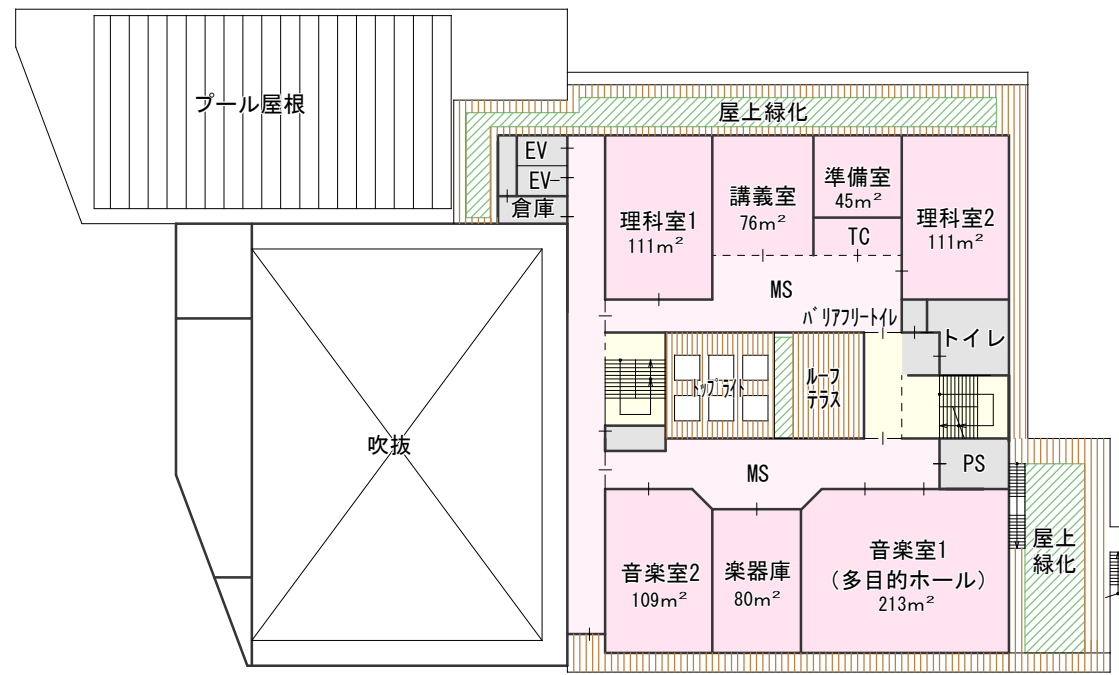 プール屋根
屋上緑化
EV
EV
倉庫
理科室1
111m²
講義室
76m²
準備室
45m²
TC
理科室2
111m²
MS
バリアフリートイレ
トイレ
トップライト
ルーフ
テラス
吹抜
MS
PS
音楽室2
109m²
楽器庫
80m²
音楽室1
(多目的ホール)
213m²
屋上
緑化